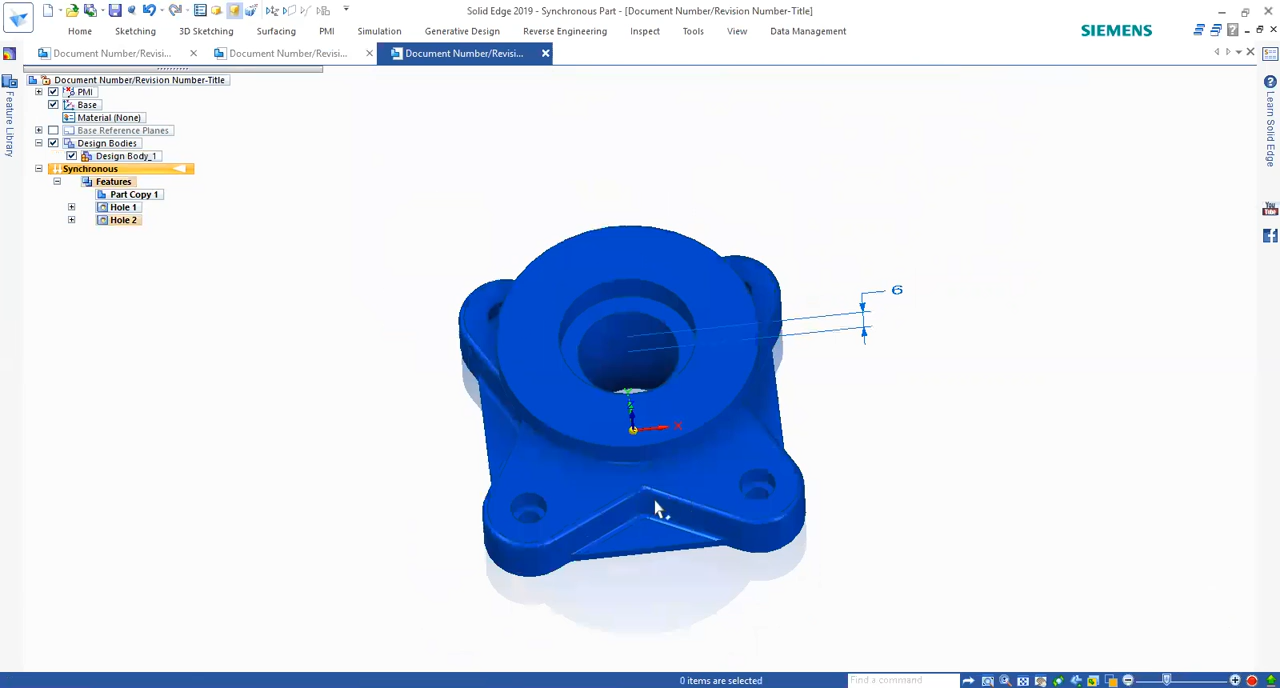 Solid Edge 2019 - Synchronous Part - [Document Number/Revision Number-Title]
Home Sketching 3D Sketching Surfacing PMI Simulation Generative Design Reverse Engineering Inspect Tools View Data Management
SIEMENS
Document Number/Revisi... Document Number/Revisi... Document Number/Revisi...
Document Number/Revision Number-Title
PMI
Base
Material (None)
Base Reference Planes
Design Bodies
Design Body_1
Synchronous
Features
Part Copy 1
Hole 1
Hole 2
Feature Library
Learn Solid Edge
You
Tube
6
X
0 items are selected
Find a command